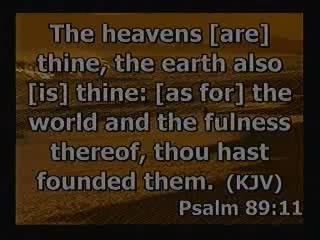 The heavens [are]
thine, the earth also
[is] thine: [as for] the
world and the fulness
thereof, thou hast
founded them. (KJV)
Psalm 89:11